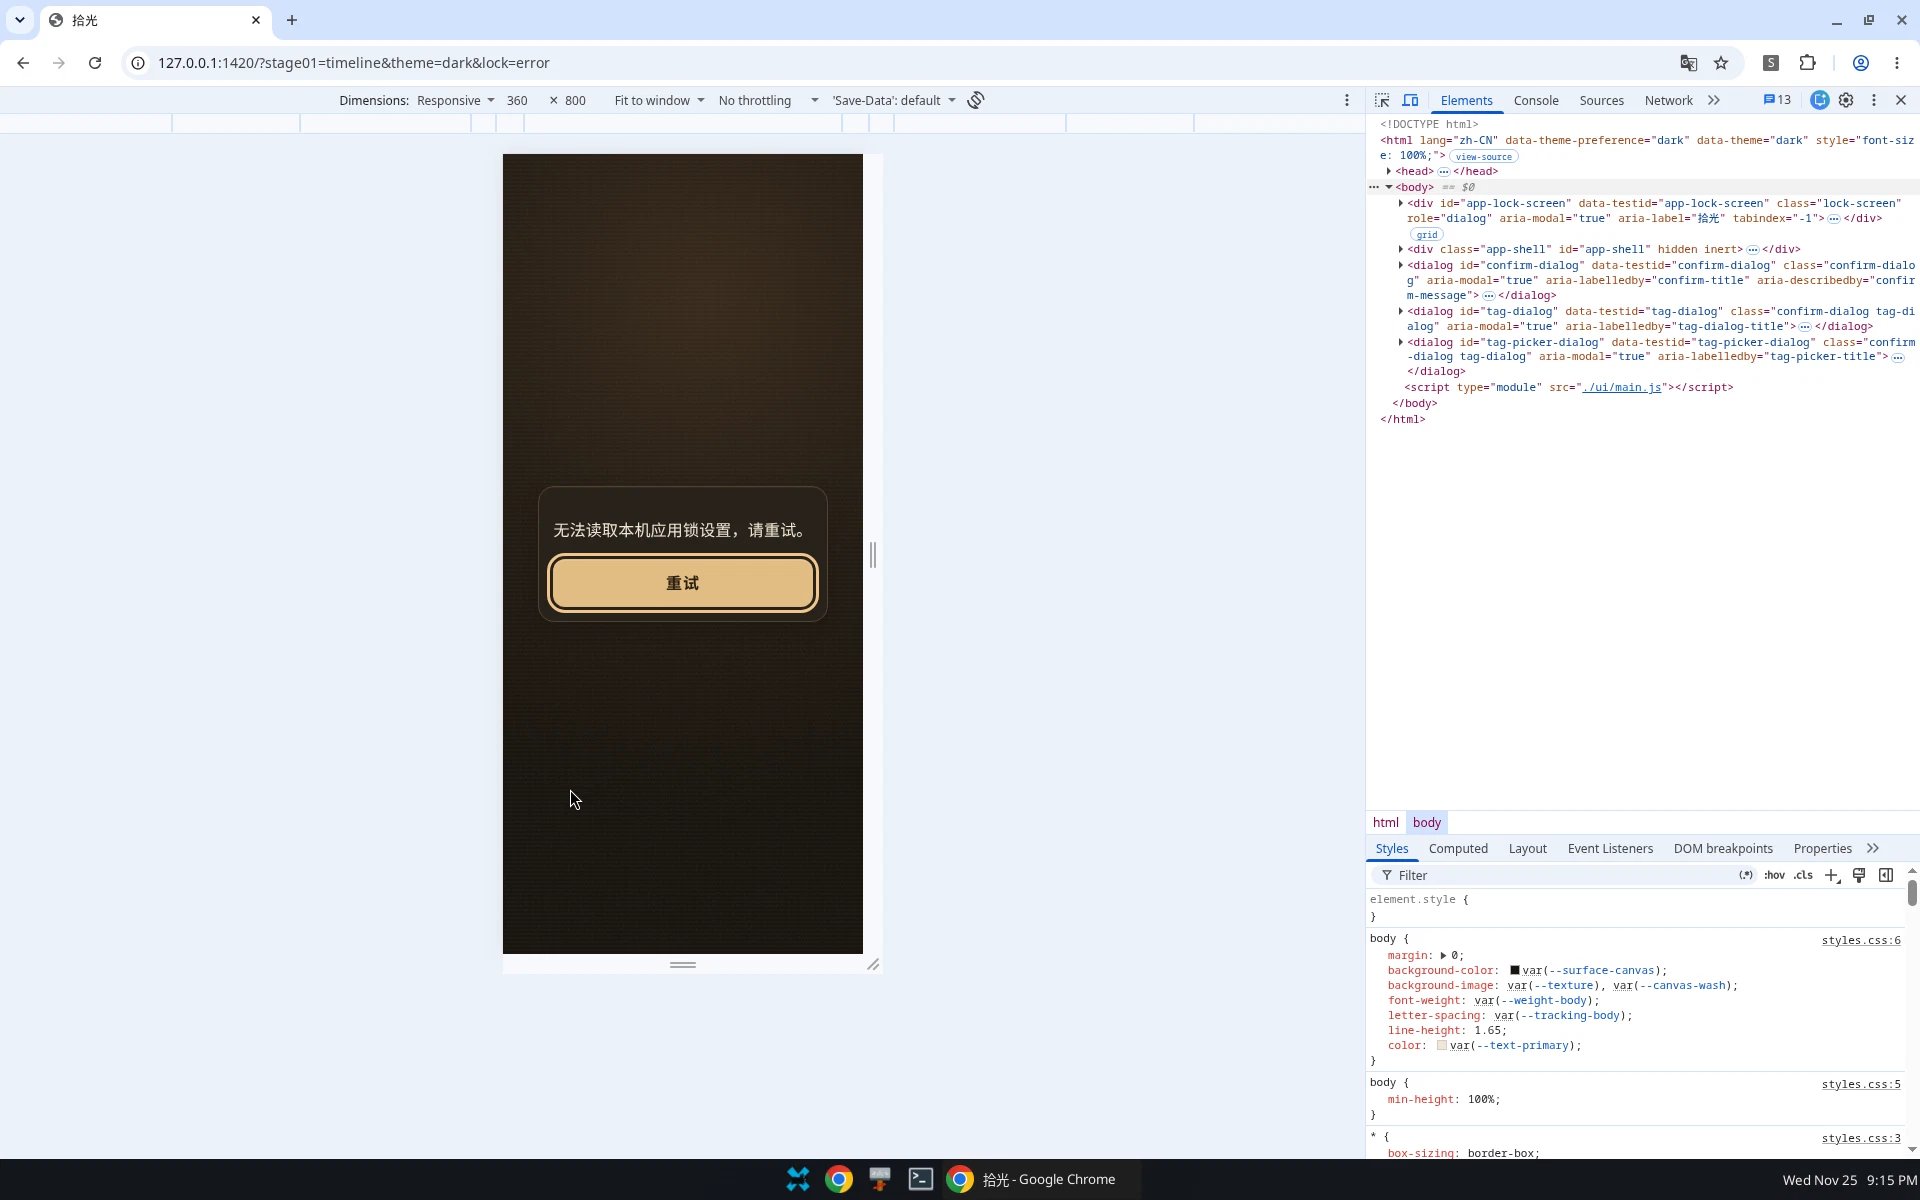 拾光
127.0.0.1:1420/?stage01=timeline&theme=dark&lock=error
S
Dimensions: Responsive 360 × 800 Fit to window No throttling 'Save-Data': default
Elements Console Sources Network 13
<!DOCTYPE html>
<html lang="zh-CN" data-theme-preference="dark" data-theme="dark" style="font-siz
e: 100%;"> view-source
<head> ⋯ </head>
⋯ <body> == $0
<div id="app-lock-screen" data-testid="app-lock-screen" class="lock-screen"
role="dialog" aria-modal="true" aria-label="拾光" tabindex="-1"> ⋯ </div>
grid
<div class="app-shell" id="app-shell" hidden inert> ⋯ </div>
<dialog id="confirm-dialog" data-testid="confirm-dialog" class="confirm-dialo
g" aria-modal="true" aria-labelledby="confirm-title" aria-describedby="confir
m-message"> ⋯ </dialog>
<dialog id="tag-dialog" data-testid="tag-dialog" class="confirm-dialog tag-di
alog" aria-modal="true" aria-labelledby="tag-dialog-title"> ⋯ </dialog>
<dialog id="tag-picker-dialog" data-testid="tag-picker-dialog" class="confirm
-dialog tag-dialog" aria-modal="true" aria-labelledby="tag-picker-title"> ⋯
</dialog>
<script type="module" src="./ui/main.js"></script>
</body>
</html>
无法读取本机应用锁设置，请重试。
重试
html body
Styles Computed Layout Event Listeners DOM breakpoints Properties
Filter (.*) :hov .cls
element.style {
}
body { styles.css:6
margin: 0;
background-color: var(--surface-canvas);
background-image: var(--texture), var(--canvas-wash);
font-weight: var(--weight-body);
letter-spacing: var(--tracking-body);
line-height: 1.65;
color: var(--text-primary);
}
body { styles.css:5
min-height: 100%;
}
* { styles.css:3
box-sizing: border-box;
拾光 - Google Chrome
Wed Nov 25 9:15 PM